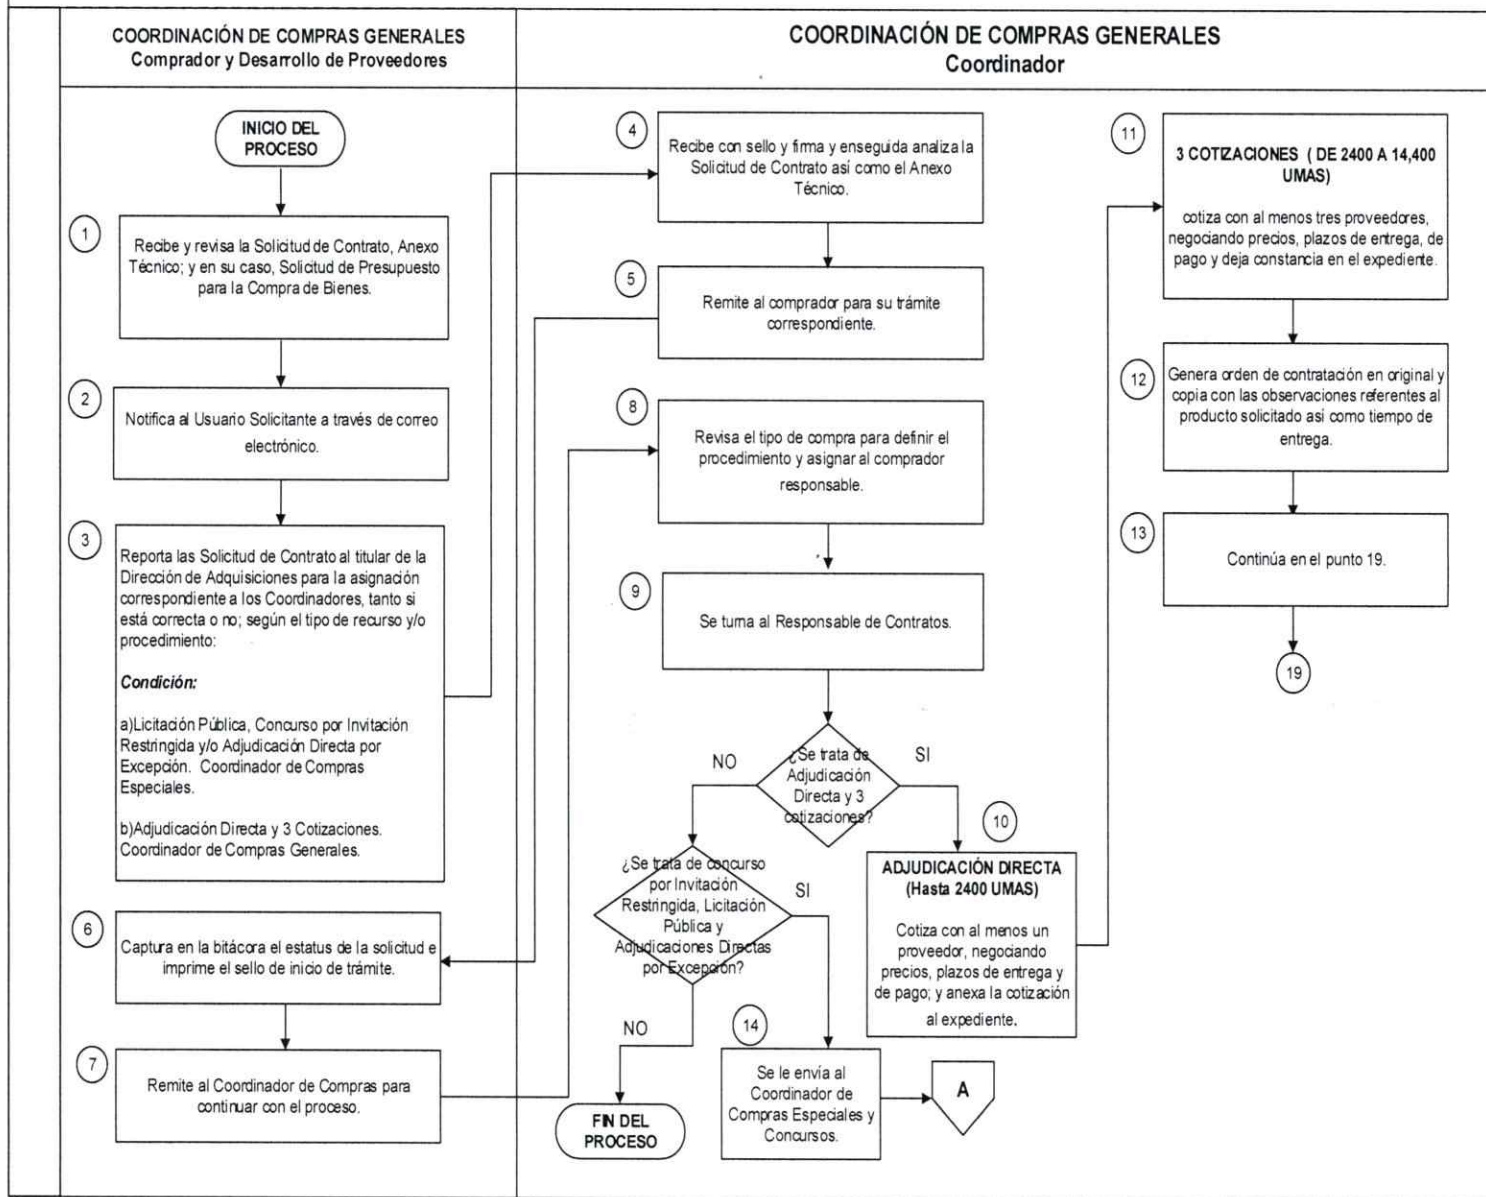 COORDINACIÓN DE COMPRAS GENERALES
Comprador y Desarrollo de Proveedores
COORDINACIÓN DE COMPRAS GENERALES
Coordinador
INICIO DEL
PROCESO
1
Recibe y revisa la Solicitud de Contrato, Anexo
Técnico; y en su caso, Solicitud de Presupuesto
para la Compra de Bienes.
2
Notifica al Usuario Solicitante a través de correo
electrónico.
3
Reporta las Solicitud de Contrato al titular de la
Dirección de Adquisiciones para la asignación
correspondiente a los Coordinadores, tanto si
está correcta o no; según el tipo de recurso y/o
procedimiento:
Condición:
a)Licitación Pública, Concurso por Invitación
Restringida y/o Adjudicación Directa por
Excepción. Coordinador de Compras
Especiales.
b)Adjudicación Directa y 3 Cotizaciones.
Coordinador de Compras Generales.
6
Captura en la bitácora el estatus de la solicitud e
imprime el sello de inicio de trámite.
7
Remite al Coordinador de Compras para
continuar con el proceso.
4
Recibe con sello y firma y enseguida analiza la
Solicitud de Contrato así como el Anexo
Técnico.
5
Remite al comprador para su trámite
correspondiente.
8
Revisa el tipo de compra para definir el
procedimiento y asignar al comprador
responsable.
9
Se turna al Responsable de Contratos.
¿Se trata de
Adjudicación
Directa y 3
cotizaciones?
NO
SI
¿Se trata de concurso
por Invitación
Restringida, Licitación
Pública y
Adjudicaciones Directas
por Excepción?
SI
NO
FIN DEL
PROCESO
14
Se le envía al
Coordinador de
Compras Especiales y
Concursos.
A
10
ADJUDICACIÓN DIRECTA
(Hasta 2400 UMAS)
Cotiza con al menos un
proveedor, negociando
precios, plazos de entrega y
de pago; y anexa la cotización
al expediente.
11
3 COTIZACIONES ( DE 2400 A 14,400
UMAS)
cotiza con al menos tres proveedores,
negociando precios, plazos de entrega, de
pago y deja constancia en el expediente.
12
Genera orden de contratación en original y
copia con las observaciones referentes al
producto solicitado así como tiempo de
entrega.
13
Continúa en el punto 19.
19